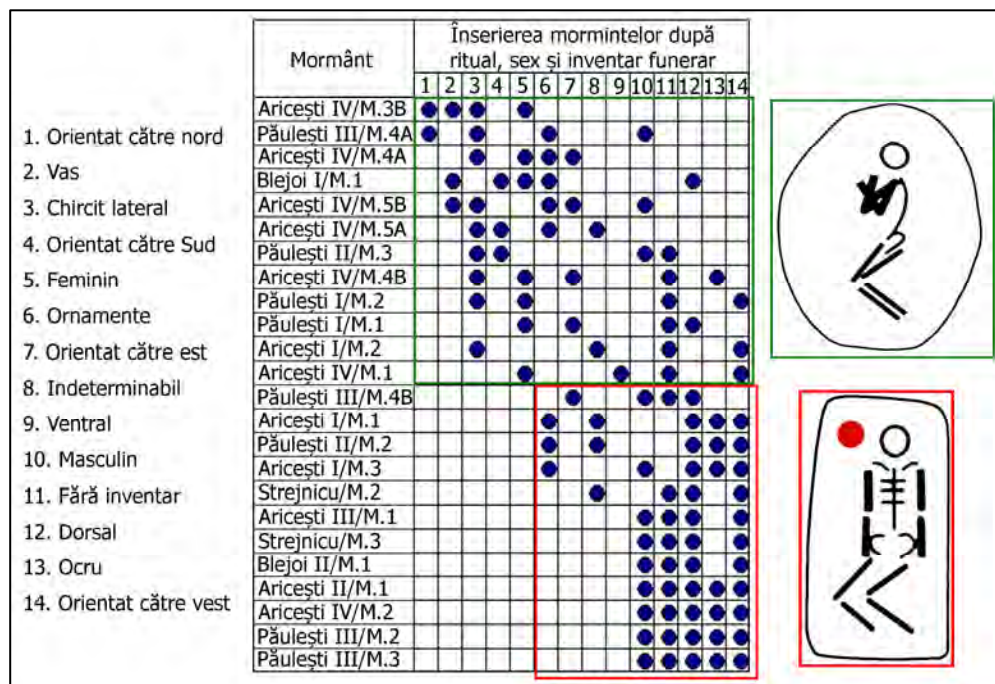 Mormânt
Înserierea mormintelor după
ritual, sex și inventar funerar
1 2 3 4 5 6 7 8 9 10 11 12 13 14
Aricești IV/M.3B
Păulești III/M.4A
Aricești IV/M.4A
Blejoi I/M.1
Aricești IV/M.5B
Aricești IV/M.5A
Păulești II/M.3
Aricești IV/M.4B
Păulești I/M.2
Păulești I/M.1
Aricești I/M.2
Aricești IV/M.1
Păulești III/M.4B
Aricești I/M.1
Păulești II/M.2
Aricești I/M.3
Strejnicu/M.2
Aricești III/M.1
Strejnicu/M.3
Blejoi II/M.1
Aricești II/M.1
Aricești IV/M.2
Păulești III/M.2
Păulești III/M.3
1. Orientat către nord
2. Vas
3. Chircit lateral
4. Orientat către Sud
5. Feminin
6. Ornamente
7. Orientat către est
8. Indeterminabil
9. Ventral
10. Masculin
11. Fără inventar
12. Dorsal
13. Ocru
14. Orientat către vest